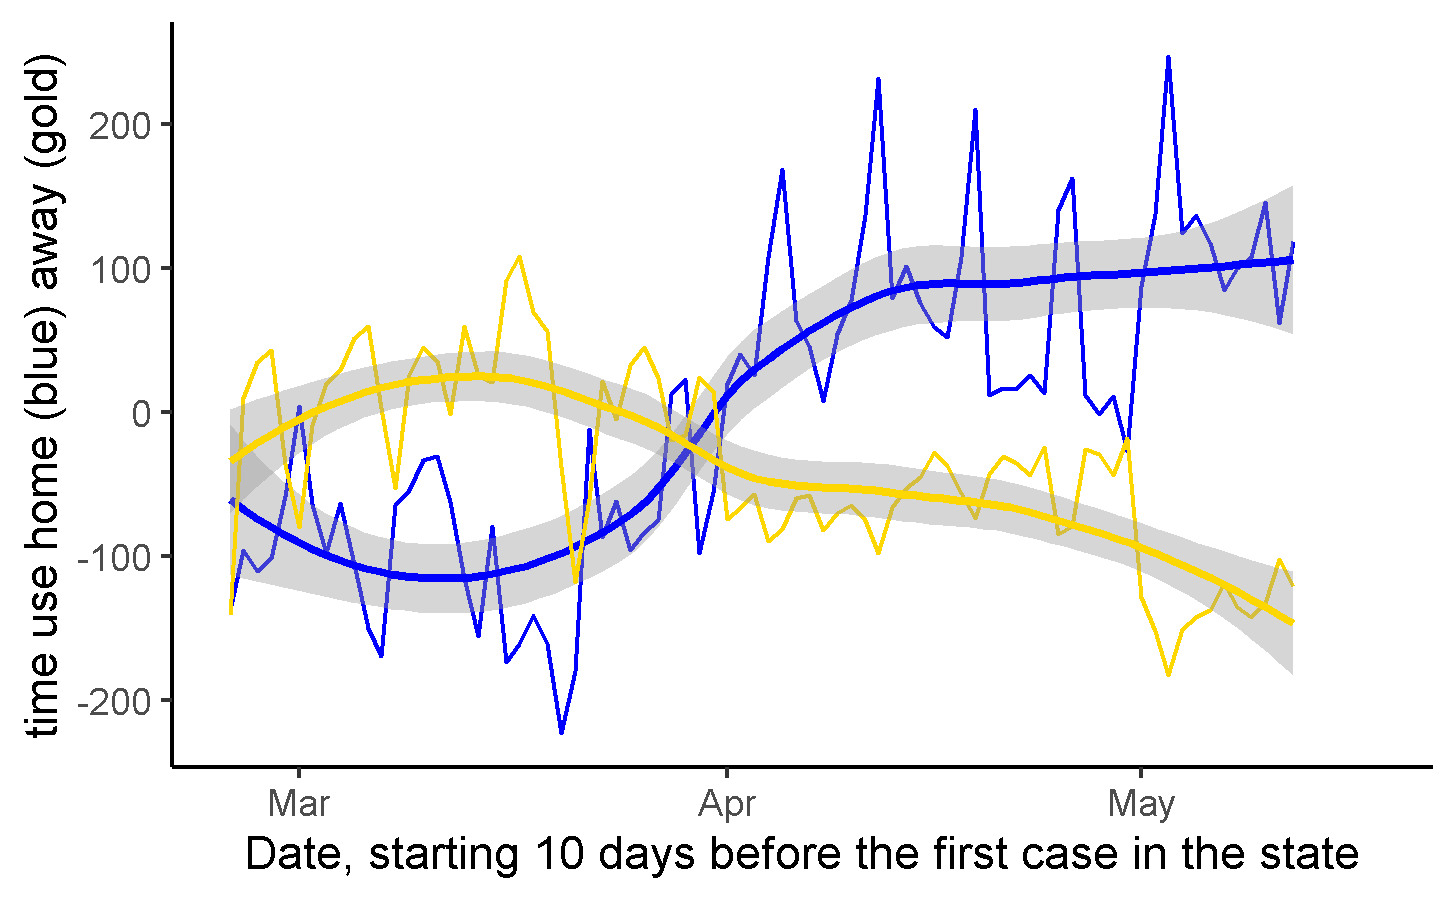 time use home (blue) away (gold)
200
100
0
-100
-200
Mar Apr May
Date, starting 10 days before the first case in the state